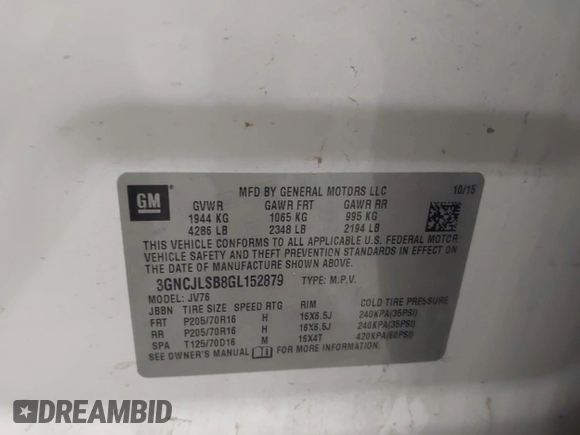 GM
MFD BY GENERAL MOTORS LLC 10/15
GVWR GAWR FRT GAWR RR
1944 KG 1065 KG 995 KG
4286 LB 2348 LB 2194 LB
THIS VEHICLE CONFORMS TO ALL APPLICABLE U.S. FEDERAL MOTOR
VEHICLE SAFETY AND THEFT PREVENTION STANDARDS IN EFFECT ON
THE DATE OF MANUFACTURE SHOWN ABOVE.
3GNCJLSB8GL152879 TYPE: M.P.V.
MODEL: JV76
JBBN TIRE SIZE SPEED RTG RIM COLD TIRE PRESSURE
FRT P205/70R16 H 16X6.5J 240KPA(35PSI)
RR P205/70R16 H 16X6.5J 240KPA(35PSI)
SPA T125/70D16 M 16X4T 420KPA(60PSI)
SEE OWNER'S MANUAL FOR MORE INFORMATION.
DREAMBID
DREAMBID